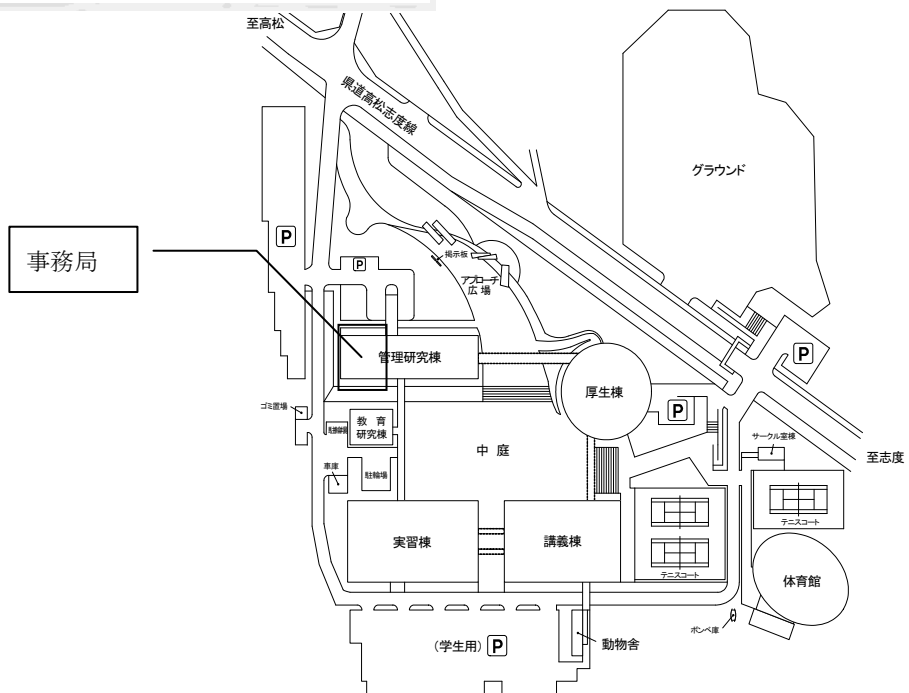 至高松
県道高松志度線
グラウンド
P
事務局
掲示板
P
アプローチ
広場
管理研究棟
P
厚生棟
P
ゴミ置場
教育
研究棟
中庭
サークル室棟
至志度
車庫
駐輪場
テニスコート
実習棟
講義棟
テニスコート
体育館
ボンベ庫
(学生用) P
動物舎